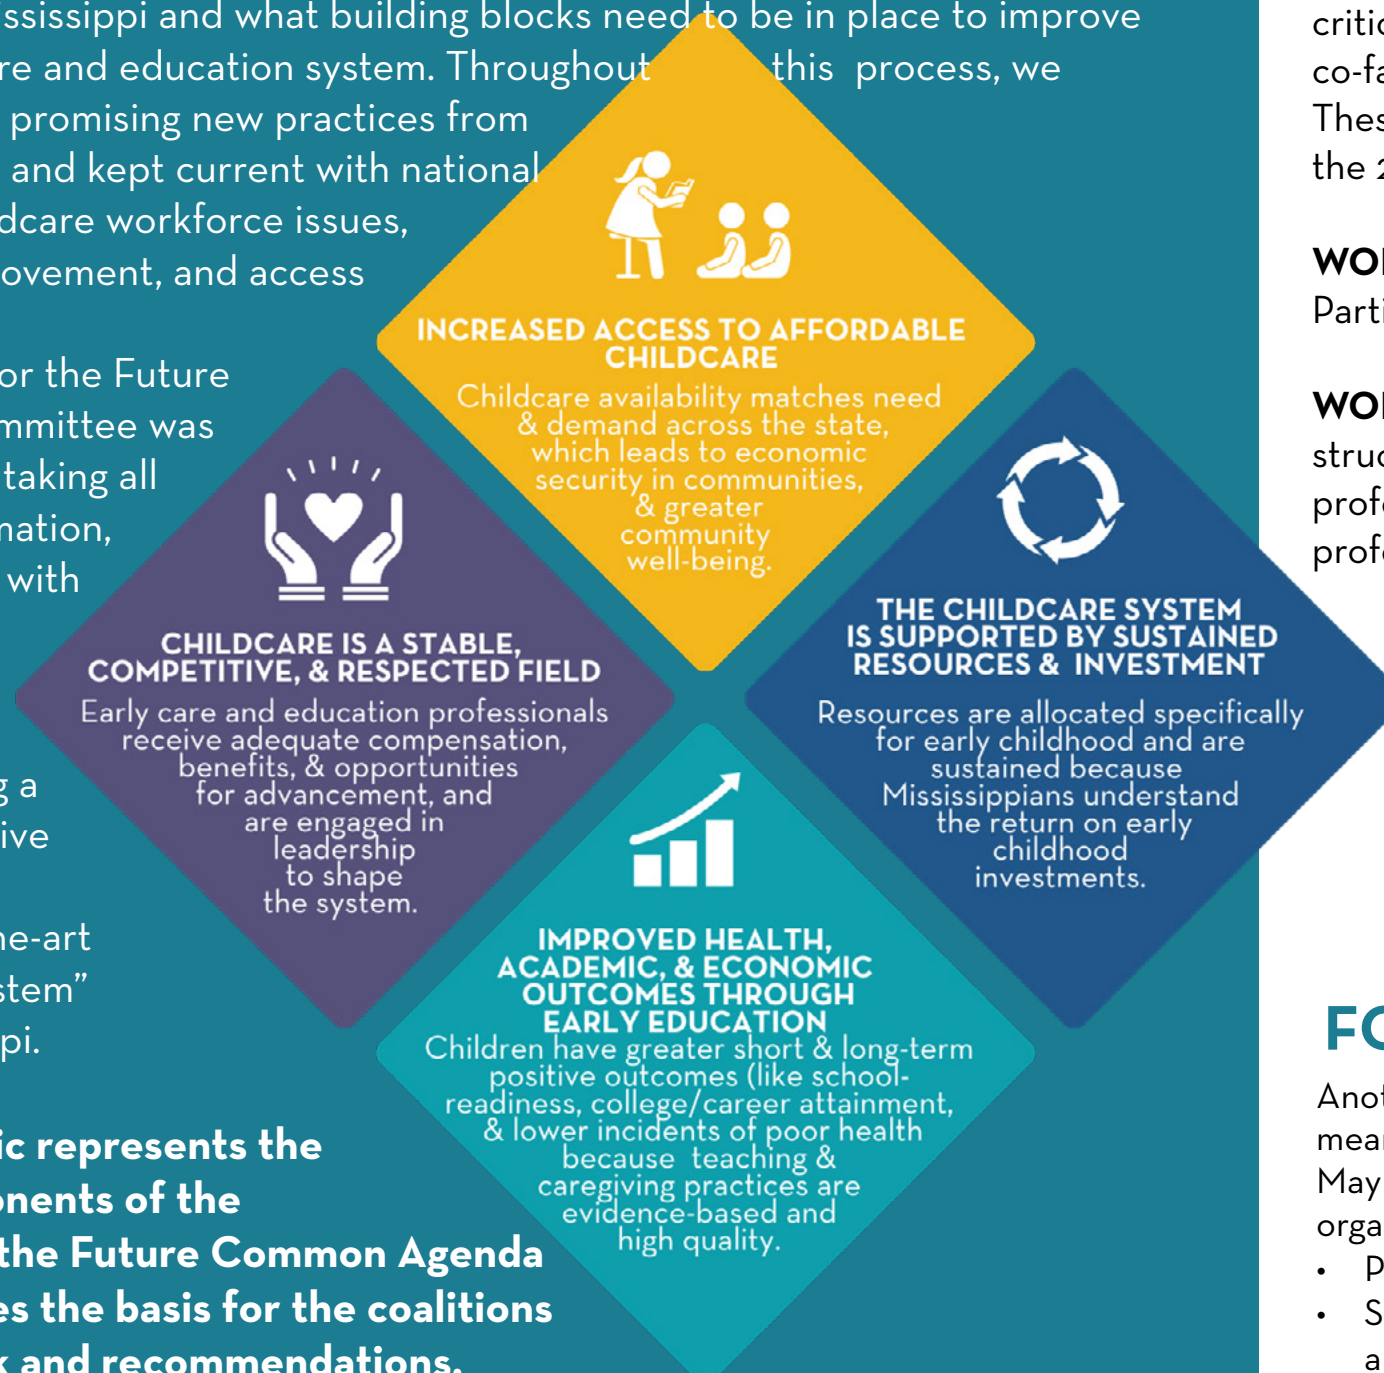 ssissippi and what building blocks need to be in place to improve
re and education system. Throughout this process, we
promising new practices from
and kept current with national
dcare workforce issues,
ovement, and access
or the Future
mmittee was
taking all
mation,
with
g a
ive
ne-art
stem”
pi.
ic represents the
onents of the
the Future Common Agenda
es the basis for the coalitions
k and recommendations.
INCREASED ACCESS TO AFFORDABLE
CHILDCARE
Childcare availability matches need
& demand across the state,
which leads to economic
security in communities,
& greater
community
well-being.
CHILDCARE IS A STABLE,
COMPETITIVE, & RESPECTED FIELD
Early care and education professionals
receive adequate compensation,
benefits, & opportunities
for advancement, and
are engaged in
leadership
to shape
the system.
THE CHILDCARE SYSTEM
IS SUPPORTED BY SUSTAINED
RESOURCES & INVESTMENT
Resources are allocated specifically
for early childhood and are
sustained because
Mississippians understand
the return on early
childhood
investments.
IMPROVED HEALTH,
ACADEMIC, & ECONOMIC
OUTCOMES THROUGH
EARLY EDUCATION
Children have greater short & long-term
positive outcomes (like school-
readiness, college/career attainment,
& lower incidents of poor health
because teaching &
caregiving practices are
evidence-based and
high quality.
critic
co-fa
Thes
the 2
WO
Parti
WO
struc
profe
profe
FO
Anot
mear
May
orga
• P
• S
a